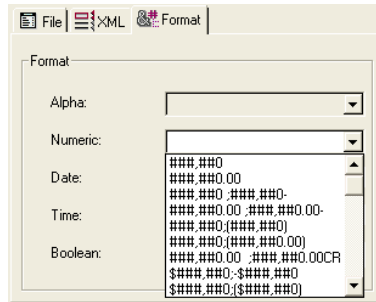 File XML Format
Format
Alpha:
Numeric:
###,##0
Date:
###,##0.00
###,##0 ;###,##0-
Time:
###,##0.00 ;###,##0.00-
###,##0;(###,##0)
###,##0;(###,##0.00)
Boolean:
###,##0.00 ;###,##0.00CR
$###,##0;-$###,##0
$###,##0;($###,##0)